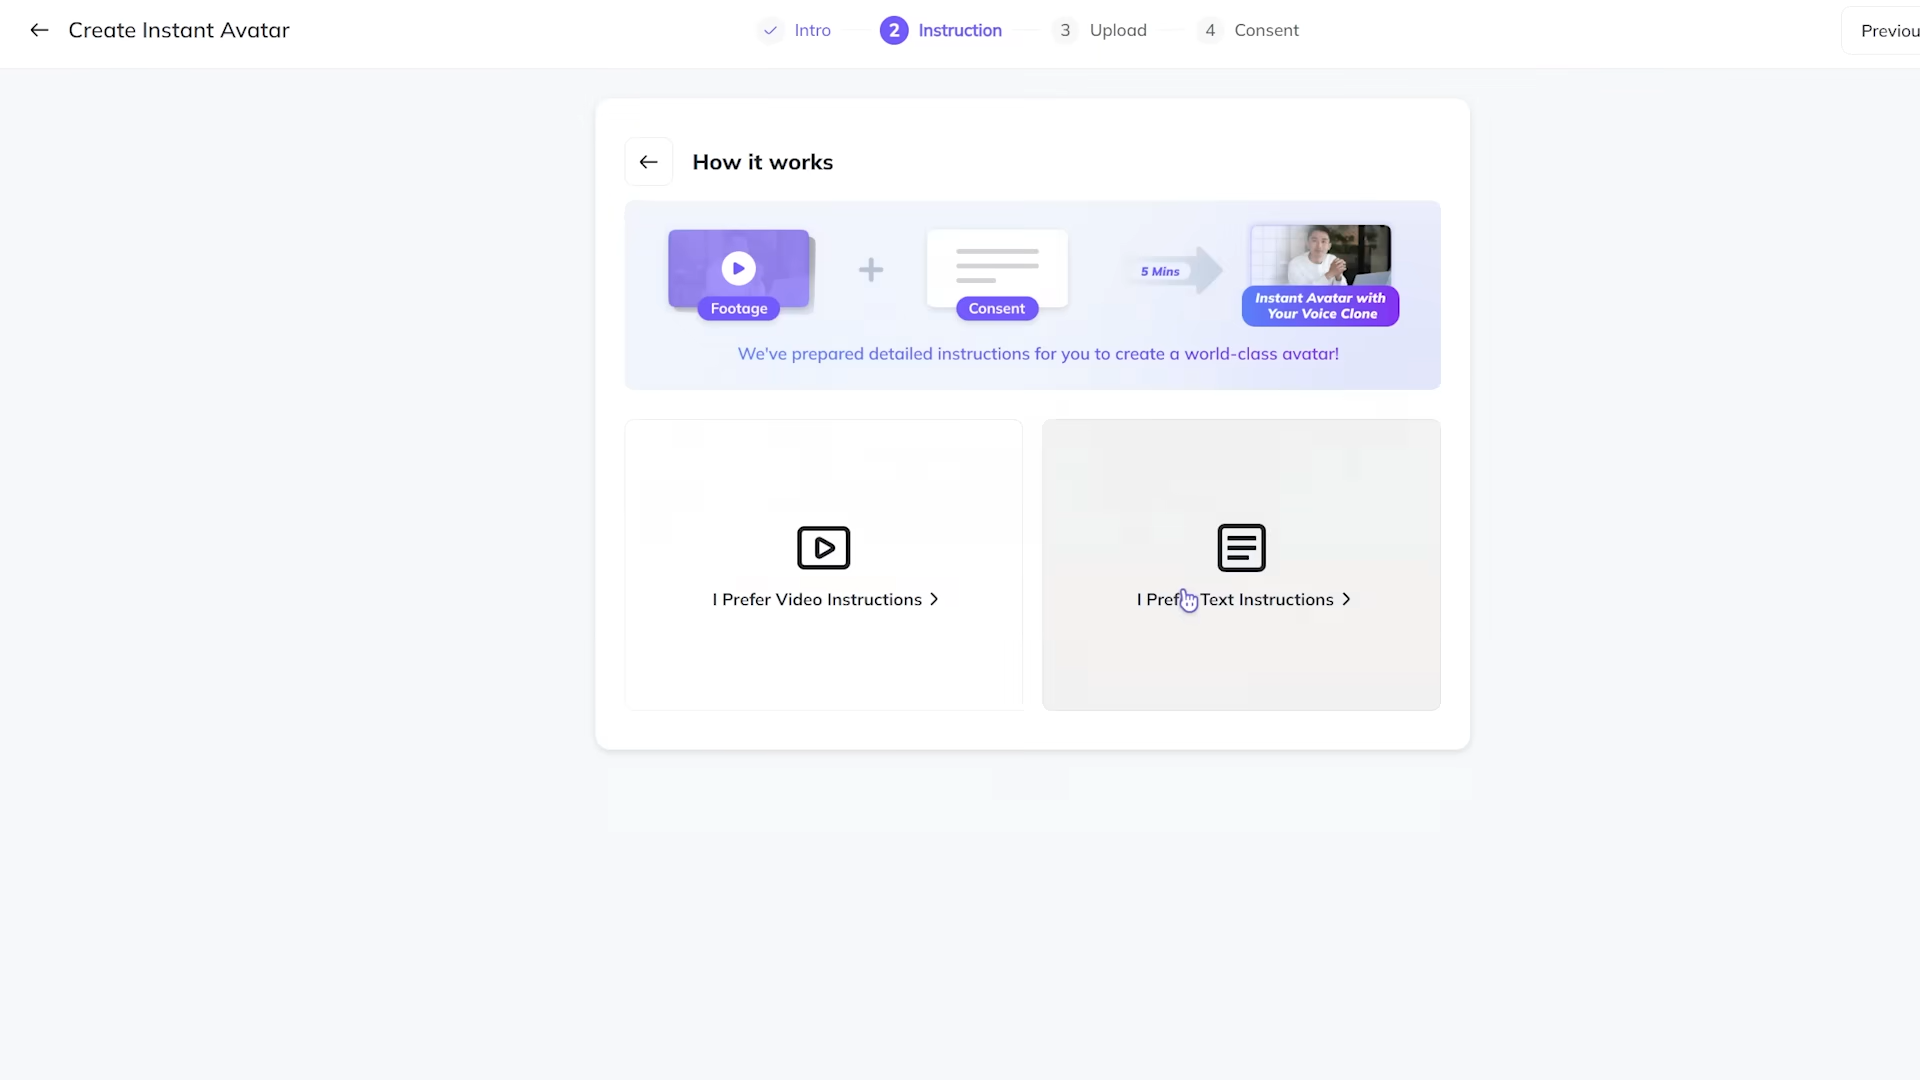 Create Instant Avatar
Intro
2 Instruction
3 Upload
4 Consent
Previou
How it works
Footage
Consent
5 Mins
Instant Avatar with
Your Voice Clone
We've prepared detailed instructions for you to create a world-class avatar!
I Prefer Video Instructions
I Pref Text Instructions